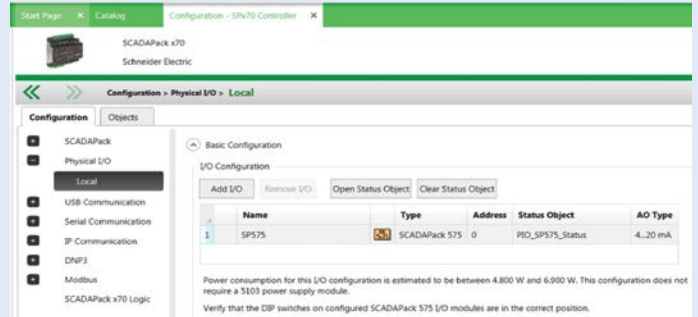 Start Page × Catalog Configuration - SPx70 Controller ×
SCADAPack x70
Schneider Electric
Configuration > Physical I/O > Local
Configuration Objects
SCADAPack
Physical I/O
Local
USB Communication
Serial Communication
IP Communication
DNP3
Modbus
SCADAPack x70 Logic
Basic Configuration
I/O Configuration
Add I/O Remove I/O Open Status Object Clear Status Object
Name Type Address Status Object AO Type
1 SP575 SCADAPack 575 0 PIO_SP575_Status 4...20 mA
Power consumption for this I/O configuration is estimated to be between 4.800 W and 6.900 W. This configuration does not
require a 5103 power supply module.
Verify that the DIP switches on configured SCADAPack 575 I/O modules are in the correct position.